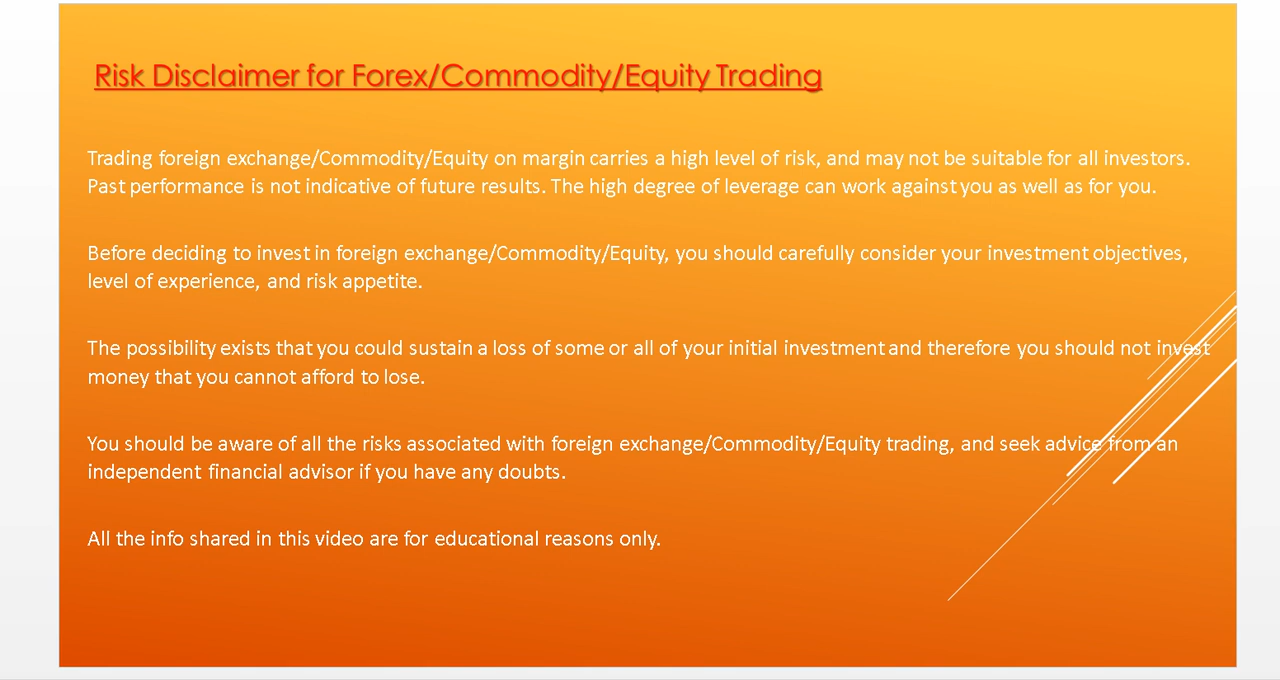 Risk Disclaimer for Forex/Commodity/Equity Trading
Trading foreign exchange/Commodity/Equity on margin carries a high level of risk, and may not be suitable for all investors.
Past performance is not indicative of future results. The high degree of leverage can work against you as well as for you.
Before deciding to invest in foreign exchange/Commodity/Equity, you should carefully consider your investment objectives,
level of experience, and risk appetite.
The possibility exists that you could sustain a loss of some or all of your initial investment and therefore you should not invest
money that you cannot afford to lose.
You should be aware of all the risks associated with foreign exchange/Commodity/Equity trading, and seek advice from an
independent financial advisor if you have any doubts.
All the info shared in this video are for educational reasons only.